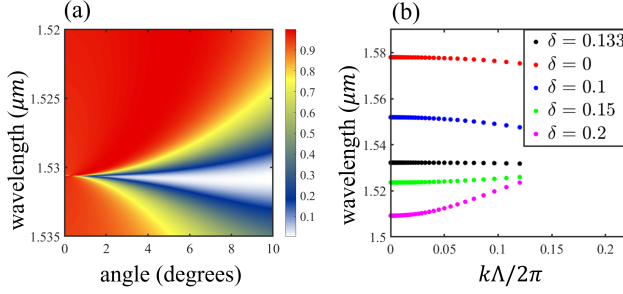 (a)
wavelength (μm)
1.52
1.525
1.530
1.535
0 2 4 6 8 10
angle (degrees)
0.9
0.8
0.7
0.6
0.5
0.4
0.3
0.2
0.1
(b)
wavelength (μm)
1.58
1.56
1.54
1.52
1.5
0 0.05 0.1 0.15 0.2
kΛ/2π
δ = 0.133
δ = 0
δ = 0.1
δ = 0.15
δ = 0.2